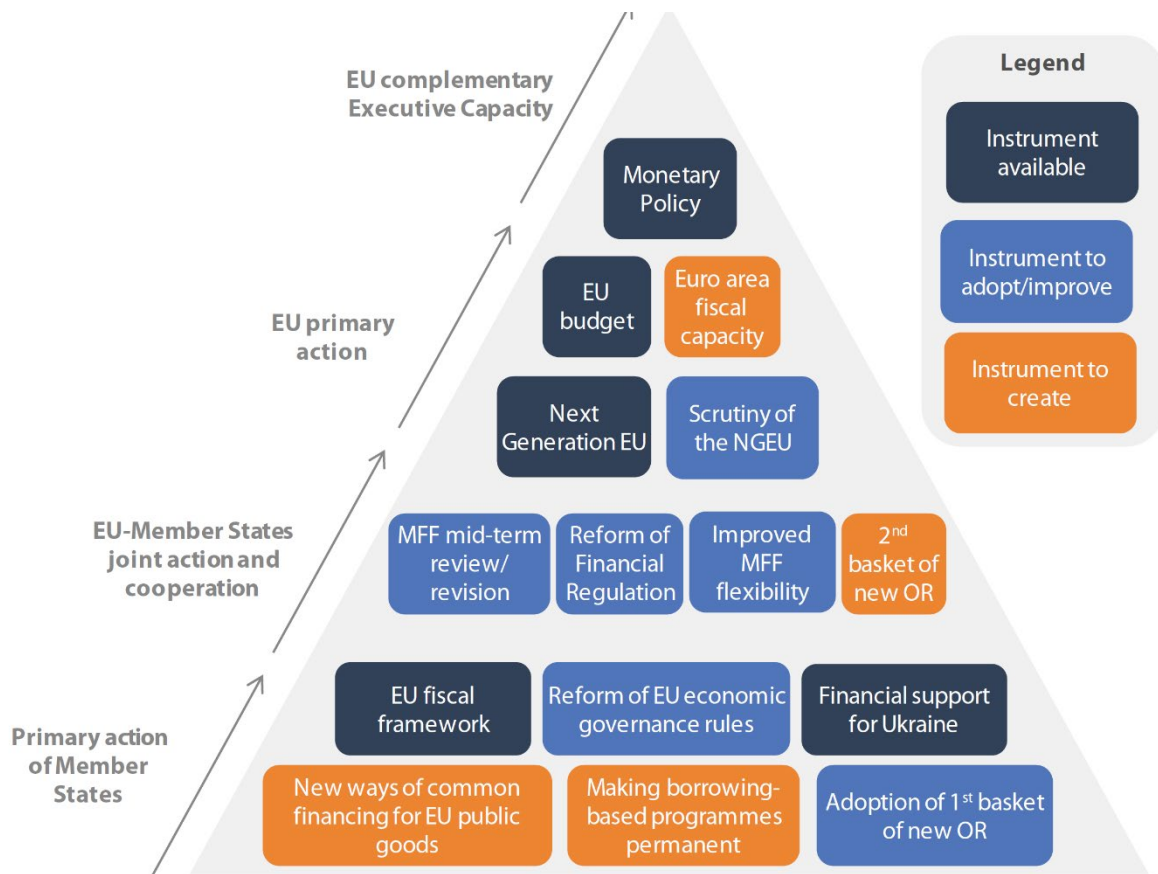 EU complementary
Executive Capacity
EU primary
action
EU-Member States
joint action and
cooperation
Primary action
of Member
States
Monetary
Policy
EU
budget
Euro area
fiscal
capacity
Next
Generation EU
Scrutiny of
the NGEU
MFF mid-term
review/
revision
Reform of
Financial
Regulation
Improved
MFF
flexibility
2nd
basket of
new OR
EU fiscal
framework
Reform of EU economic
governance rules
Financial support
for Ukraine
New ways of common
financing for EU public
goods
Making borrowing-
based programmes
permanent
Adoption of 1st basket
of new OR
Legend
Instrument
available
Instrument to
adopt/improve
Instrument to
create